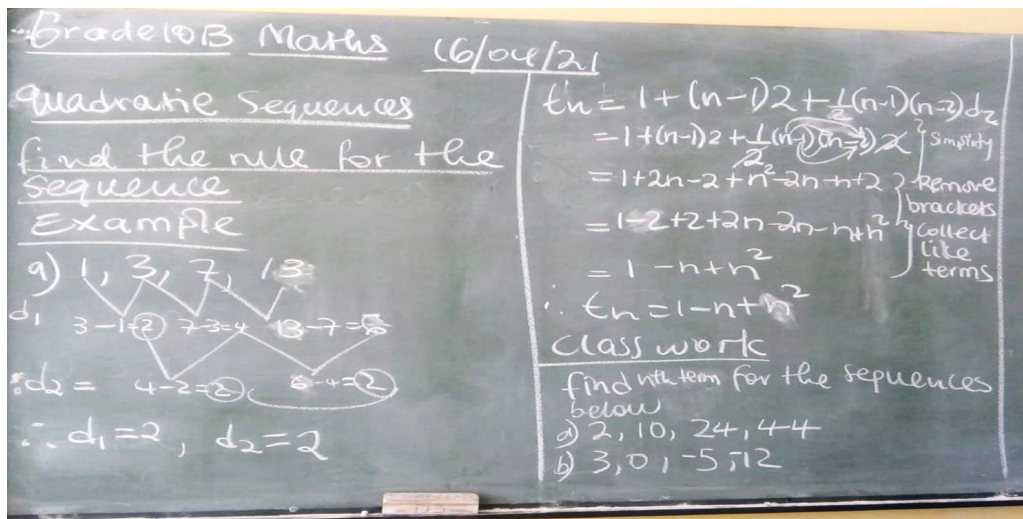 Grade 10B Maths 16/04/21
Quadratic Sequences
find the rule for the
sequence
Example
a) 1, 3, 7, 13
d₁ 3-1=2 7-3=4 13-7=6
∴d₂= 4-2=2 6-4=2
∴ d₁=2, d₂=2
tn = 1+(n-1)2+½(n-1)(n-2)d₂
= 1+(n-1)2+½(n-1)(n-2)2 } Simplify
= 1+2n-2+n²-2n-n+2 } Remove
brackets
= 1-2+2+2n-2n-n+n² } collect
like
terms
= 1-n+n²
∴ tn = 1-n+n²
Class work
find nth term for the sequences
below
a) 2, 10, 24, 44
b) 3, 0, -5, -12